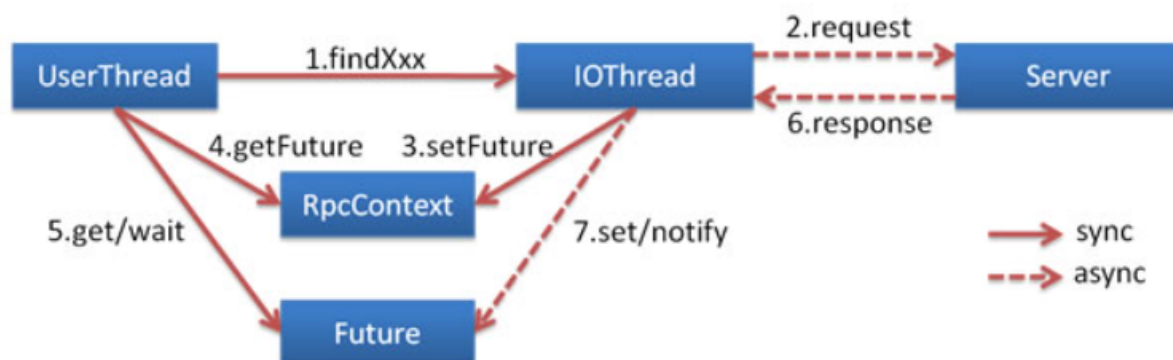 2.request
UserThread
1.findXxx
IOThread
Server
6.response
4.getFuture
3.setFuture
RpcContext
5.get/wait
7.set/notify
sync
async
Future